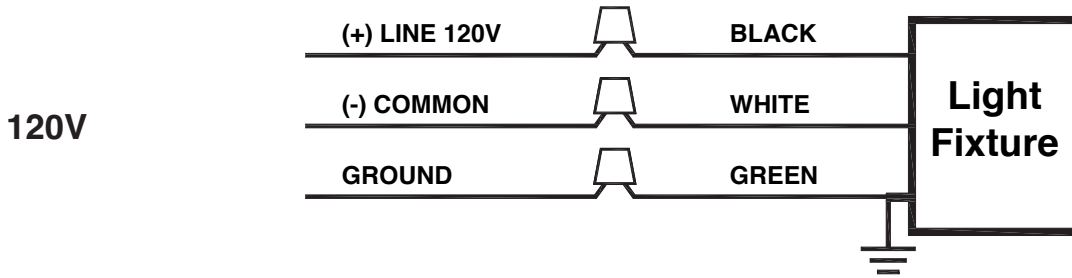 (+) LINE 120V BLACK
(-) COMMON WHITE
120V
GROUND GREEN
Light
Fixture